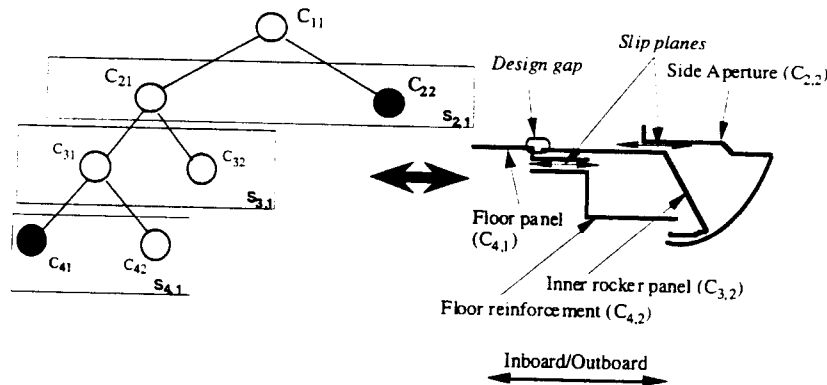 C11
C21
C22
S2,1
C31
C32
S3,1
C41
C42
S4,1
Slip planes
Design gap
Side Aperture (C2,2)
Floor panel
(C4,1)
Inner rocker panel (C3,2)
Floor reinforcement (C4,2)
Inboard/Outboard